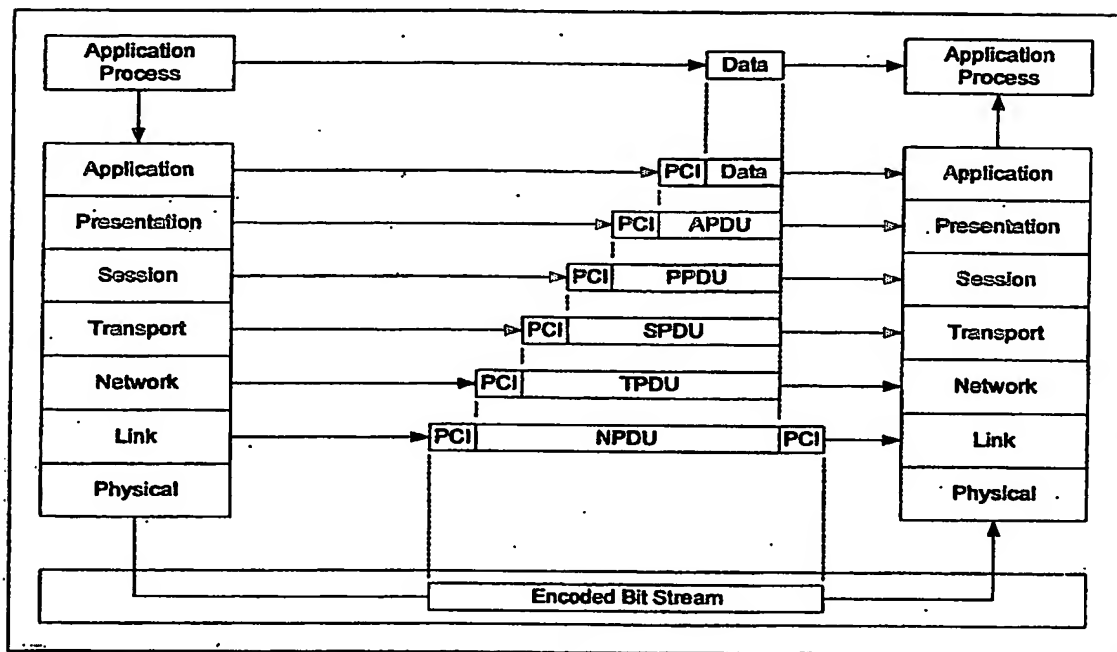 Application Process
Data
Application Process
Application
PCI Data
Application
Presentation
PCI APDU
Presentation
Session
PCI PPDU
Session
Transport
PCI SPDU
Transport
Network
PCI TPDU
Network
Link
PCI NPDU PCI
Link
Physical
Physical
Encoded Bit Stream